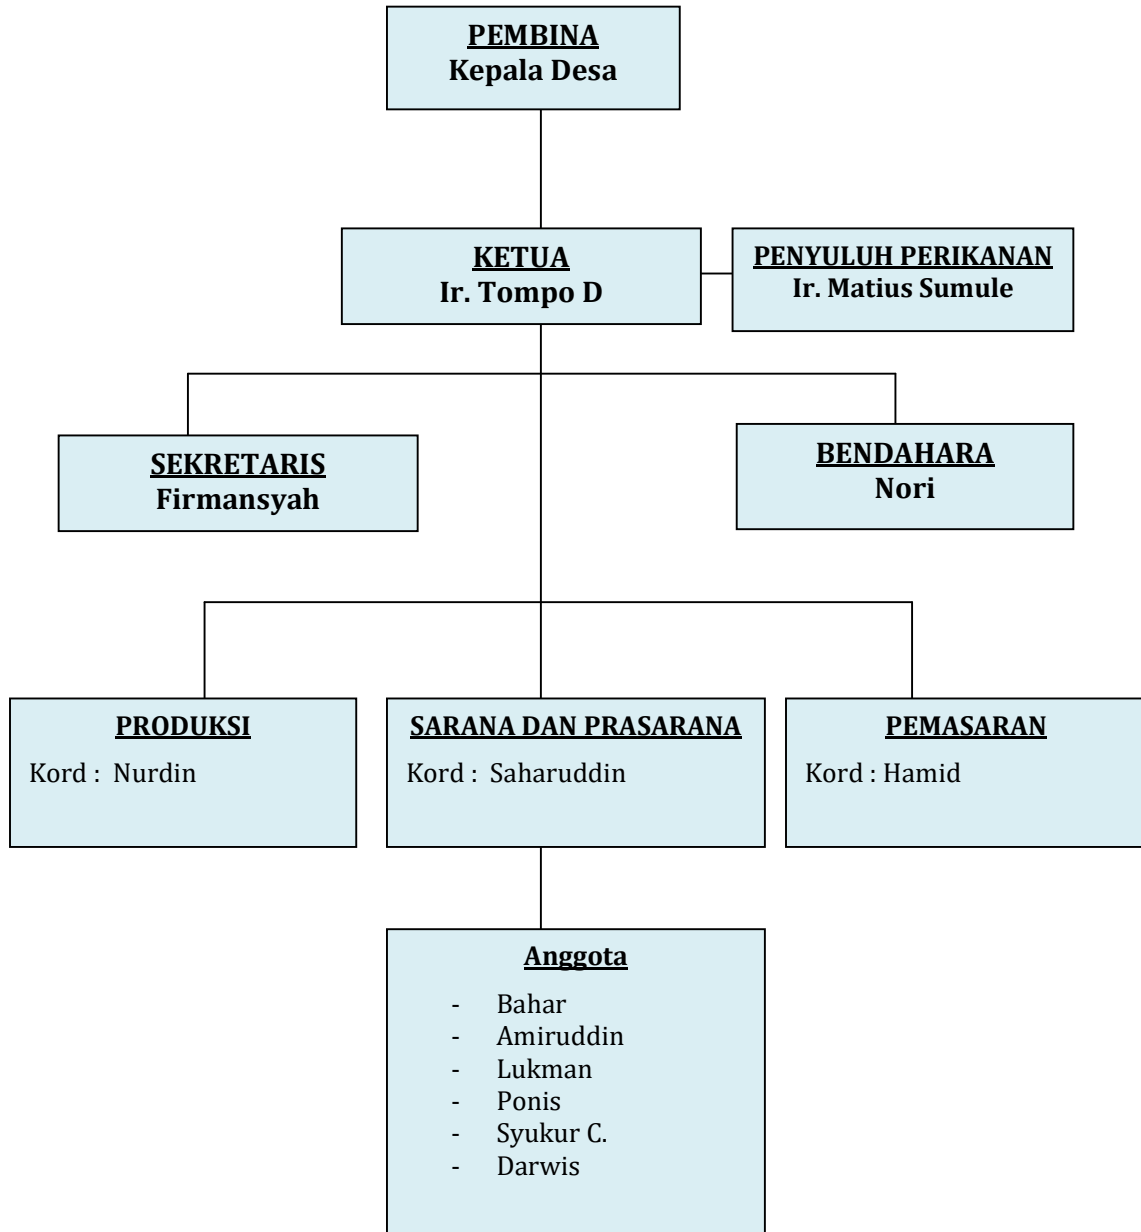 PEMBINA
Kepala Desa
KETUA
Ir. Tompo D
PENYULUH PERIKANAN
Ir. Matius Sumule
SEKRETARIS
Firmansyah
BENDAHARA
Nori
PRODUKSI
Kord : Nurdin
SARANA DAN PRASARANA
Kord : Saharuddin
PEMASARAN
Kord : Hamid
Anggota
- Bahar
- Amiruddin
- Lukman
- Ponis
- Syukur C.
- Darwis